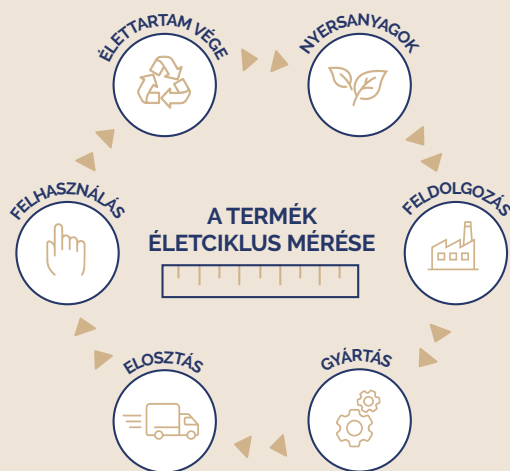 ÉLETTARTAM VÉGE
NYERSANYAGOK
FELHASZNÁLÁS
FELDOLGOZÁS
A TERMÉK
ÉLETCIKLUS MÉRÉSE
ELOSZTÁS
GYÁRTÁS